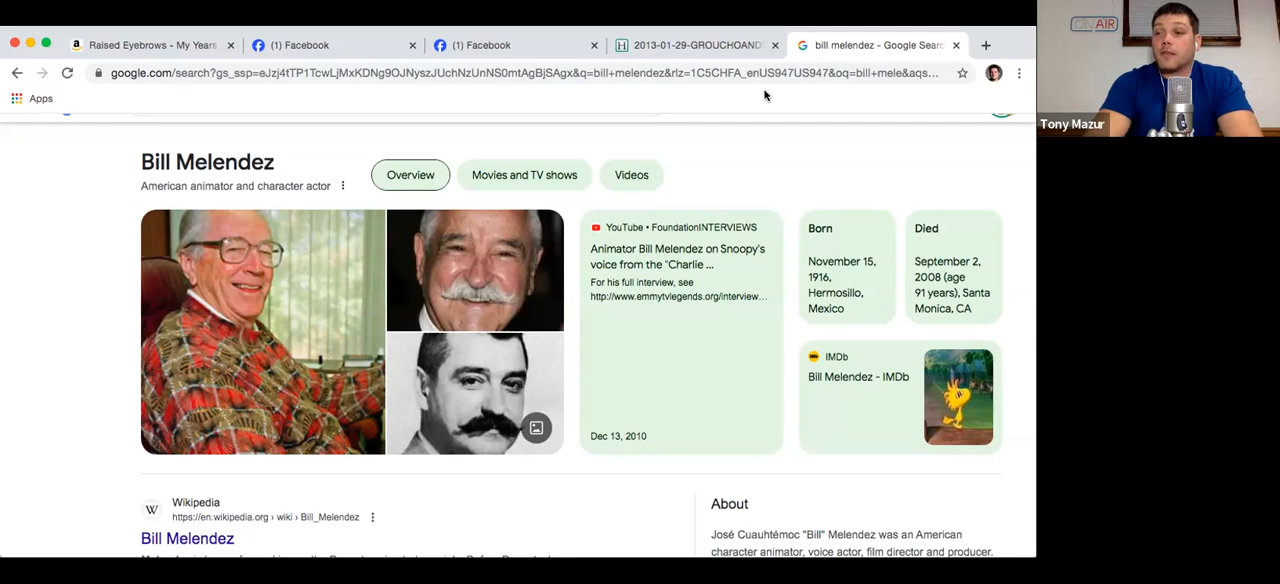 Raised Eyebrows - My Years
(1) Facebook
(1) Facebook
2013-01-29-GROUCHOAND
bill melendez - Google Searc
google.com/search?gs_ssp=eJzj4tTP1TcwLjMxKDNg9OJNyszJUchNzUnNS0mtAgBjSAgx&q=bill+melendez&rlz=1C5CHFA_enUS947US947&oq=bill+mele&aqs...
Apps
ON AIR
Tony Mazur
Bill Melendez
American animator and character actor
Overview
Movies and TV shows
Videos
YouTube • FoundationINTERVIEWS
Animator Bill Melendez on Snoopy's
voice from the "Charlie ...
For his full interview, see
http://www.emmytvlegends.org/interview...
Dec 13, 2010
Born
November 15,
1916,
Hermosillo,
Mexico
Died
September 2,
2008 (age
91 years), Santa
Monica, CA
IMDb
Bill Melendez - IMDb
W
Wikipedia
https://en.wikipedia.org › wiki › Bill_Melendez
Bill Melendez
About
José Cuauhtémoc "Bill" Melendez was an American
character animator, voice actor, film director and producer.